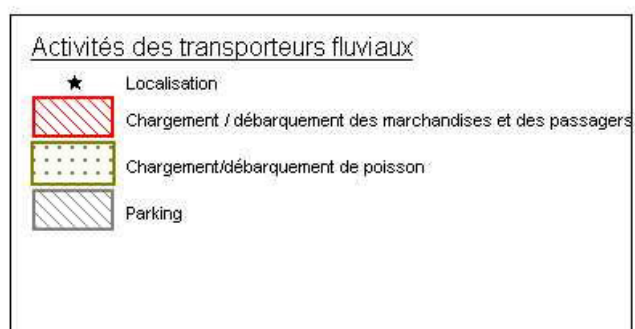 Activités des transporteurs fluviaux
Localisation
Chargement / débarquement des marchandises et des passagers
Chargement/débarquement de poisson
Parking